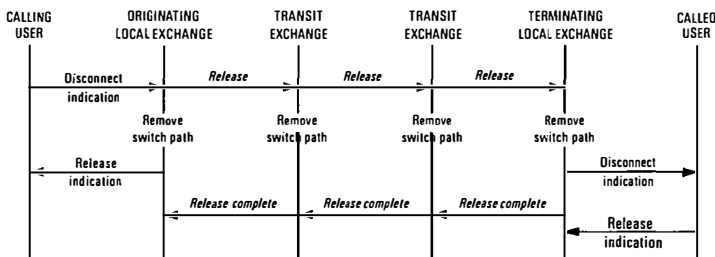 CALLING USER
ORIGINATING LOCAL EXCHANGE
TRANSIT EXCHANGE
TRANSIT EXCHANGE
TERMINATING LOCAL EXCHANGE
CALLED USER
Disconnect indication
Release
Release
Release
Remove switch path
Remove switch path
Remove switch path
Remove switch path
Release indication
Disconnect indication
Release complete
Release complete
Release complete
Release indication